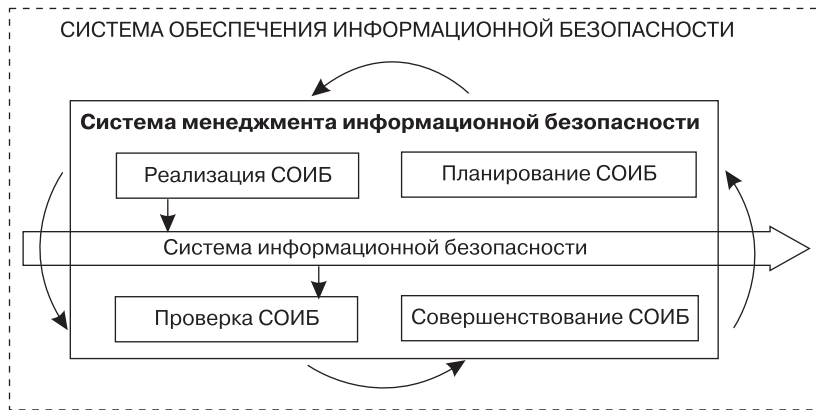 СИСТЕМА ОБЕСПЕЧЕНИЯ ИНФОРМАЦИОННОЙ БЕЗОПАСНОСТИ
Система менеджмента информационной безопасности
Реализация СОИБ
Планирование СОИБ
Система информационной безопасности
Проверка СОИБ
Совершенствование СОИБ